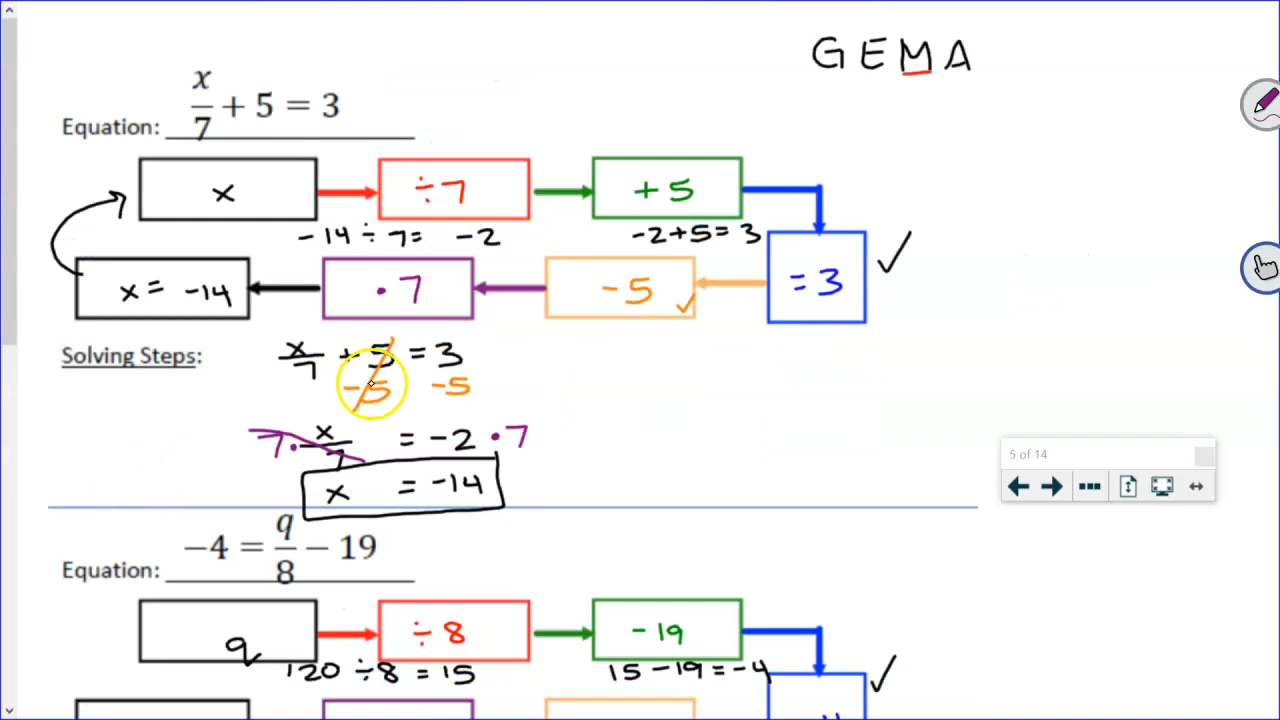 GEMA
Equation: x/7 + 5 = 3
x ÷7 +5
-14 ÷ 7 = -2 -2+5=3
x = -14 · 7 -5 = 3
Solving Steps: x/7 + 5 = 3
-5 -5
7 · x/7 = -2 · 7
x = -14
5 of 14
Equation: −4 = q/8 − 19
q ÷ 8 -19
120 ÷8 = 15 15-19=-4